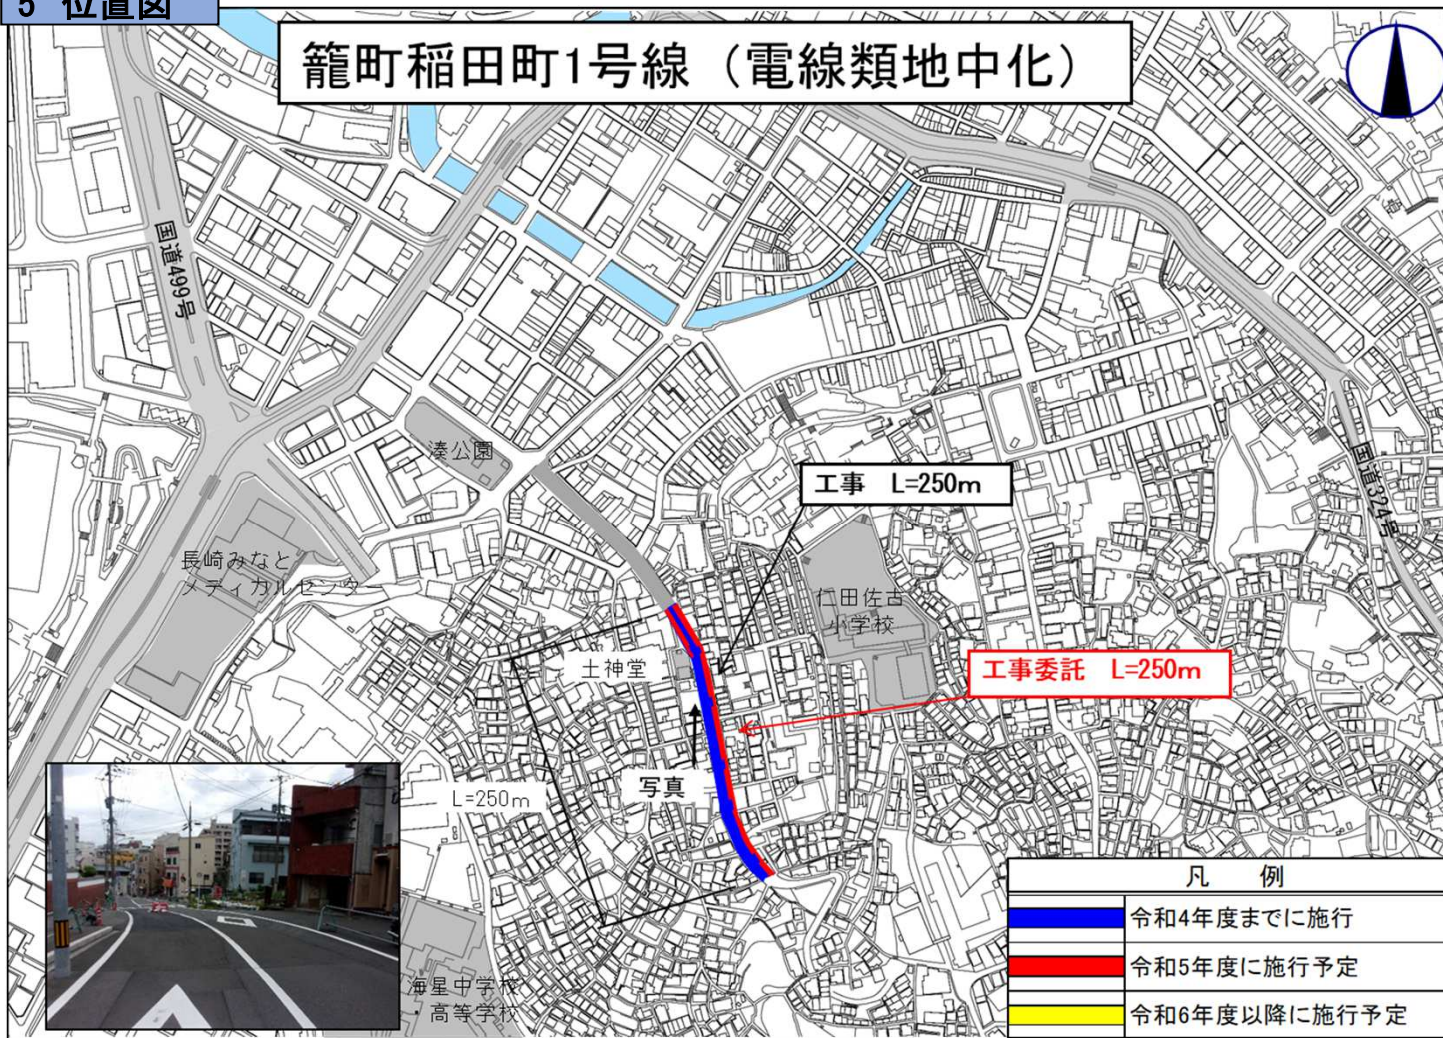 5 位置図
籠町稲田町1号線（電線類地中化）
国道499号
湊公園
工事　L=250m
国道324号
長崎みなと
メディカルセンター
仁田佐古
小学校
土神堂
工事委託　L=250m
写真
L=250m
凡　例
令和4年度までに施行
令和5年度に施行予定
令和6年度以降に施行予定
海星中学校
・高等学校